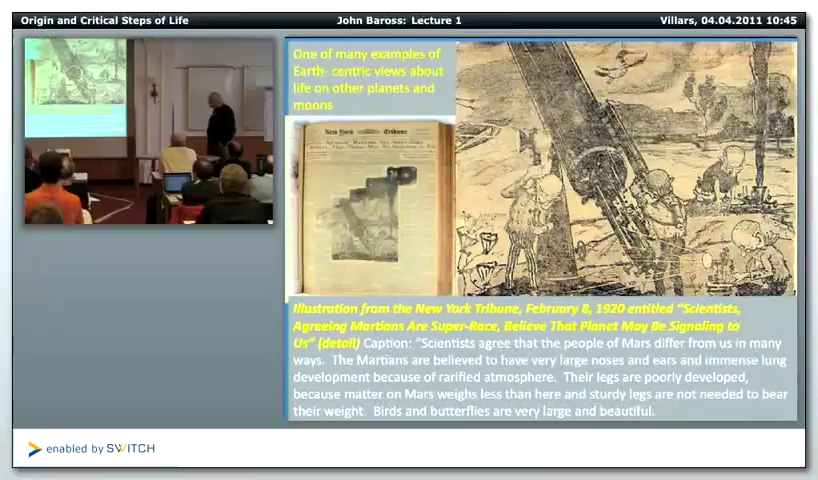 Origin and Critical Steps of Life
John Baross: Lecture 1
Villars, 04.04.2011 10:45
One of many examples of
Earth- centric views about
life on other planets and
moons
New York Tribune
Illustration from the New York Tribune, February 8, 1920 entitled "Scientists,
Agreeing Martians Are Super-Race, Believe That Planet May Be Signaling to
Us" (detail) Caption: "Scientists agree that the people of Mars differ from us in many
ways. The Martians are believed to have very large noses and ears and immense lung
development because of rarified atmosphere. Their legs are poorly developed,
because matter on Mars weighs less than here and sturdy legs are not needed to bear
their weight. Birds and butterflies are very large and beautiful.
enabled by SWITCH